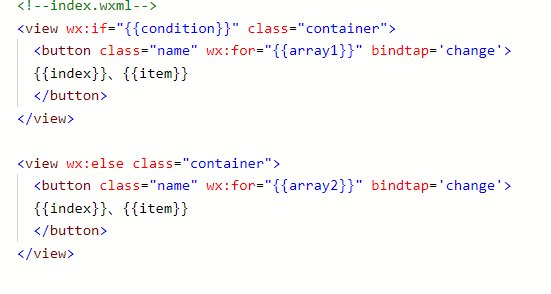 <!--index.wxml-->
<view wx:if="{{condition}}" class="container">
<button class="name" wx:for="{{array1}}" bindtap='change'>
{{index}}、{{item}}
</button>
</view>
<view wx:else class="container">
<button class="name" wx:for="{{array2}}" bindtap='change'>
{{index}}、{{item}}
</button>
</view>